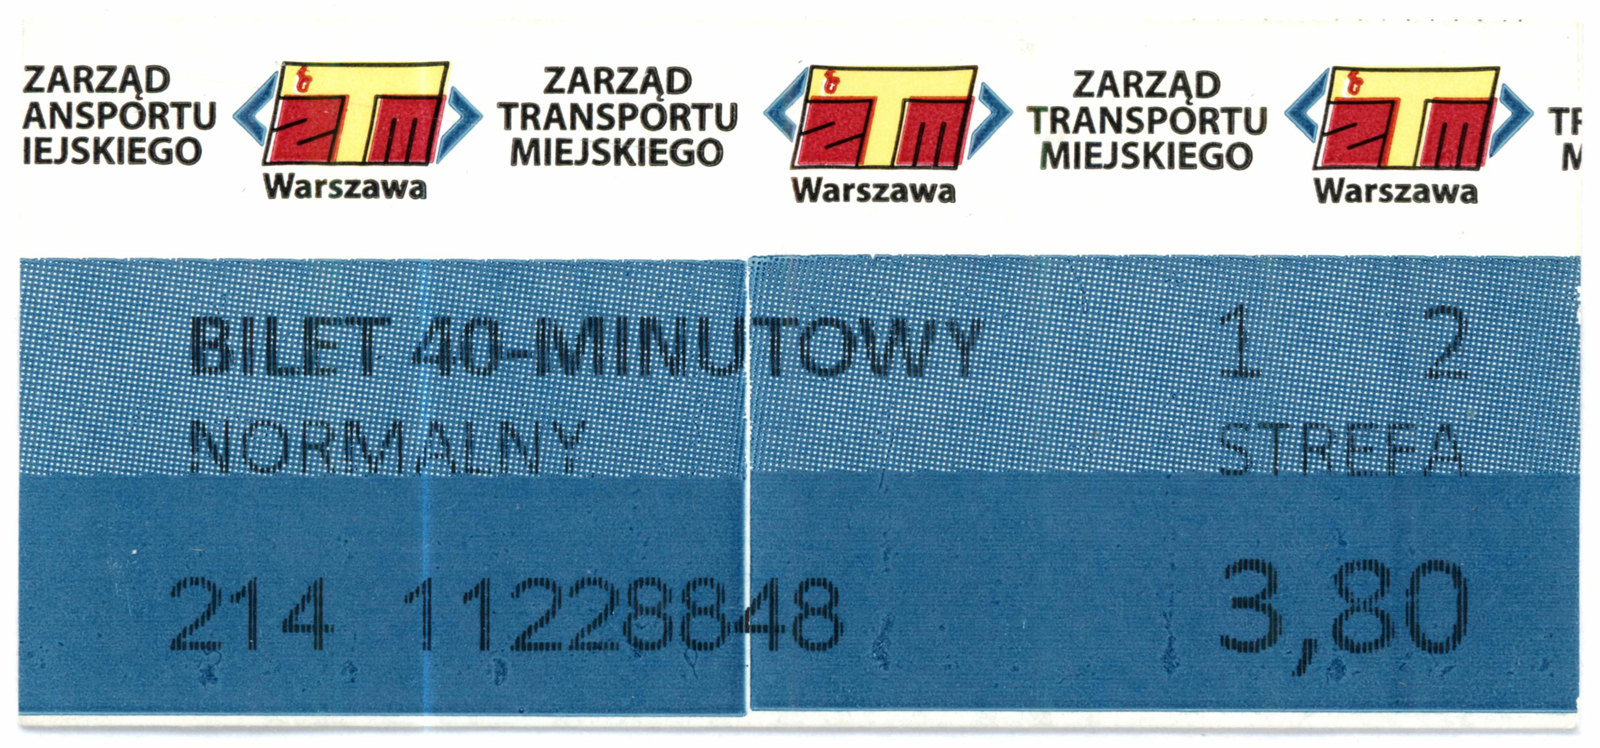 ZARZĄD
ANSPORTU
IEJSKIEGO
ZTM
Warszawa
ZARZĄD
TRANSPORTU
MIEJSKIEGO
ZTM
Warszawa
ZARZĄD
TRANSPORTU
MIEJSKIEGO
ZTM
Warszawa
TR
M
BILET 40-MINUTOWY 1 2
NORMALNY STREFA
214 11228848 3,80